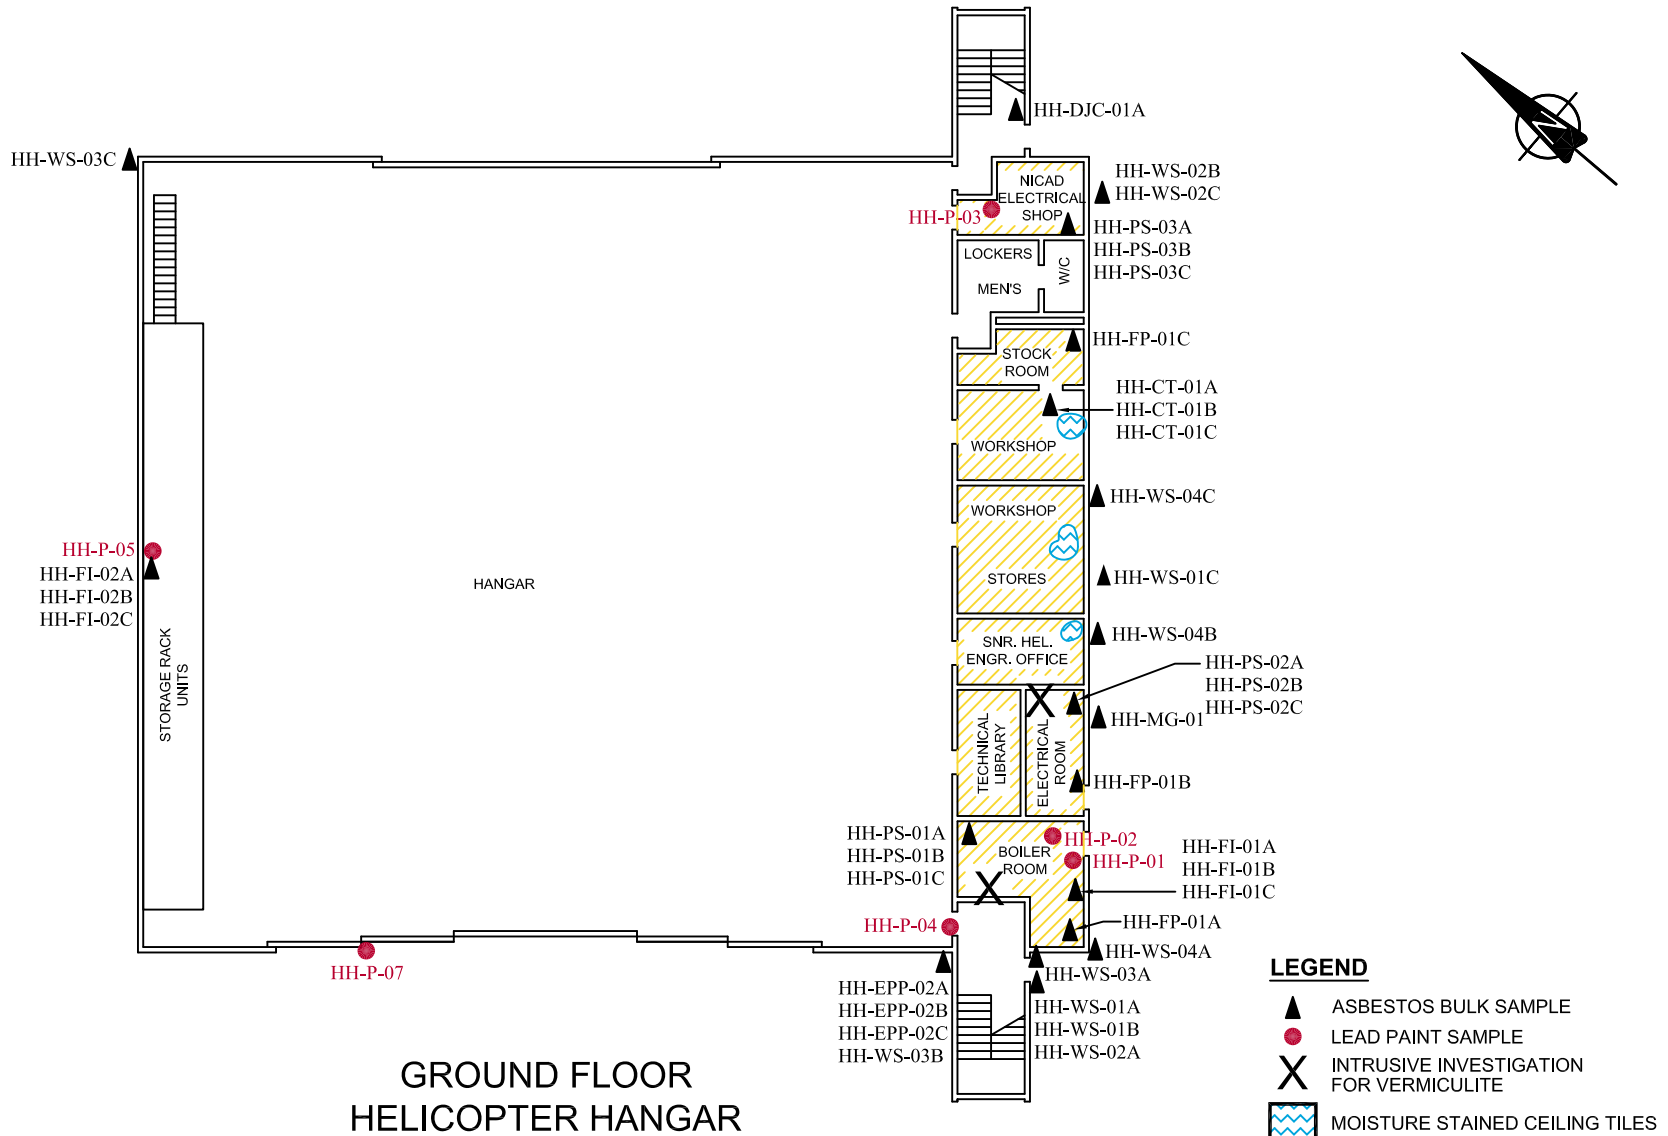 HH-DJC-01A
HH-WS-03C
NICAD
ELECTRICAL
SHOP
HH-WS-02B
HH-WS-02C
HH-P-03
HH-PS-03A
HH-PS-03B
HH-PS-03C
LOCKERS
MEN'S
W/C
STOCK
ROOM
HH-FP-01C
HH-CT-01A
HH-CT-01B
HH-CT-01C
WORKSHOP
HH-WS-04C
WORKSHOP
STORES
HH-WS-01C
HH-P-05
HH-FI-02A
HH-FI-02B
HH-FI-02C
HANGAR
STORAGE RACK
UNITS
SNR. HEL.
ENGR. OFFICE
HH-WS-04B
HH-PS-02A
HH-PS-02B
HH-PS-02C
HH-MG-01
TECHNICAL
LIBRARY
ELECTRICAL
ROOM
HH-FP-01B
HH-PS-01A
HH-PS-01B
HH-PS-01C
BOILER
ROOM
HH-P-02
HH-P-01
HH-FI-01A
HH-FI-01B
HH-FI-01C
HH-FP-01A
HH-P-04
HH-WS-04A
HH-WS-03A
HH-P-07
HH-EPP-02A
HH-EPP-02B
HH-EPP-02C
HH-WS-03B
HH-WS-01A
HH-WS-01B
HH-WS-02A
GROUND FLOOR
HELICOPTER HANGAR
LEGEND
ASBESTOS BULK SAMPLE
LEAD PAINT SAMPLE
INTRUSIVE INVESTIGATION
FOR VERMICULITE
MOISTURE STAINED CEILING TILES
N